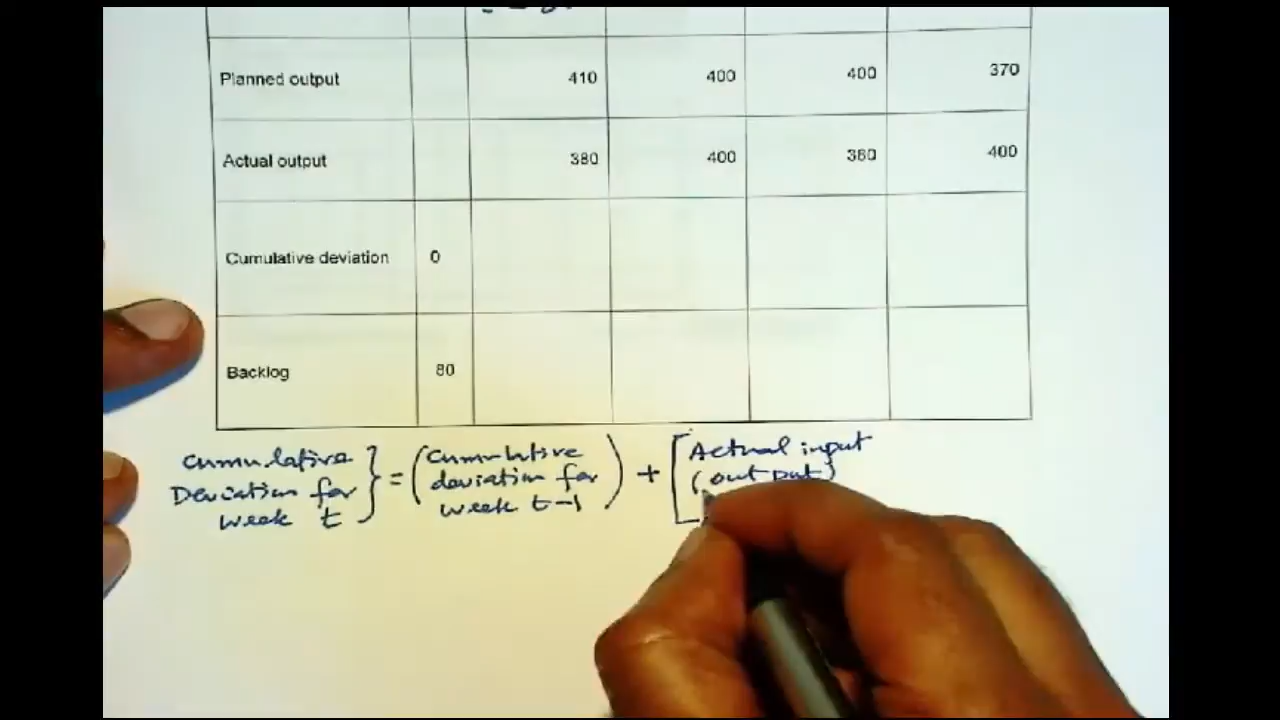 Planned output 410 400 400 370
Actual output 380 400 380 400
Cumulative deviation 0
Backlog 80
Cumulative Deviation for week t } = ( Cumulative deviation for week t-1 ) + [ Actual input (output)